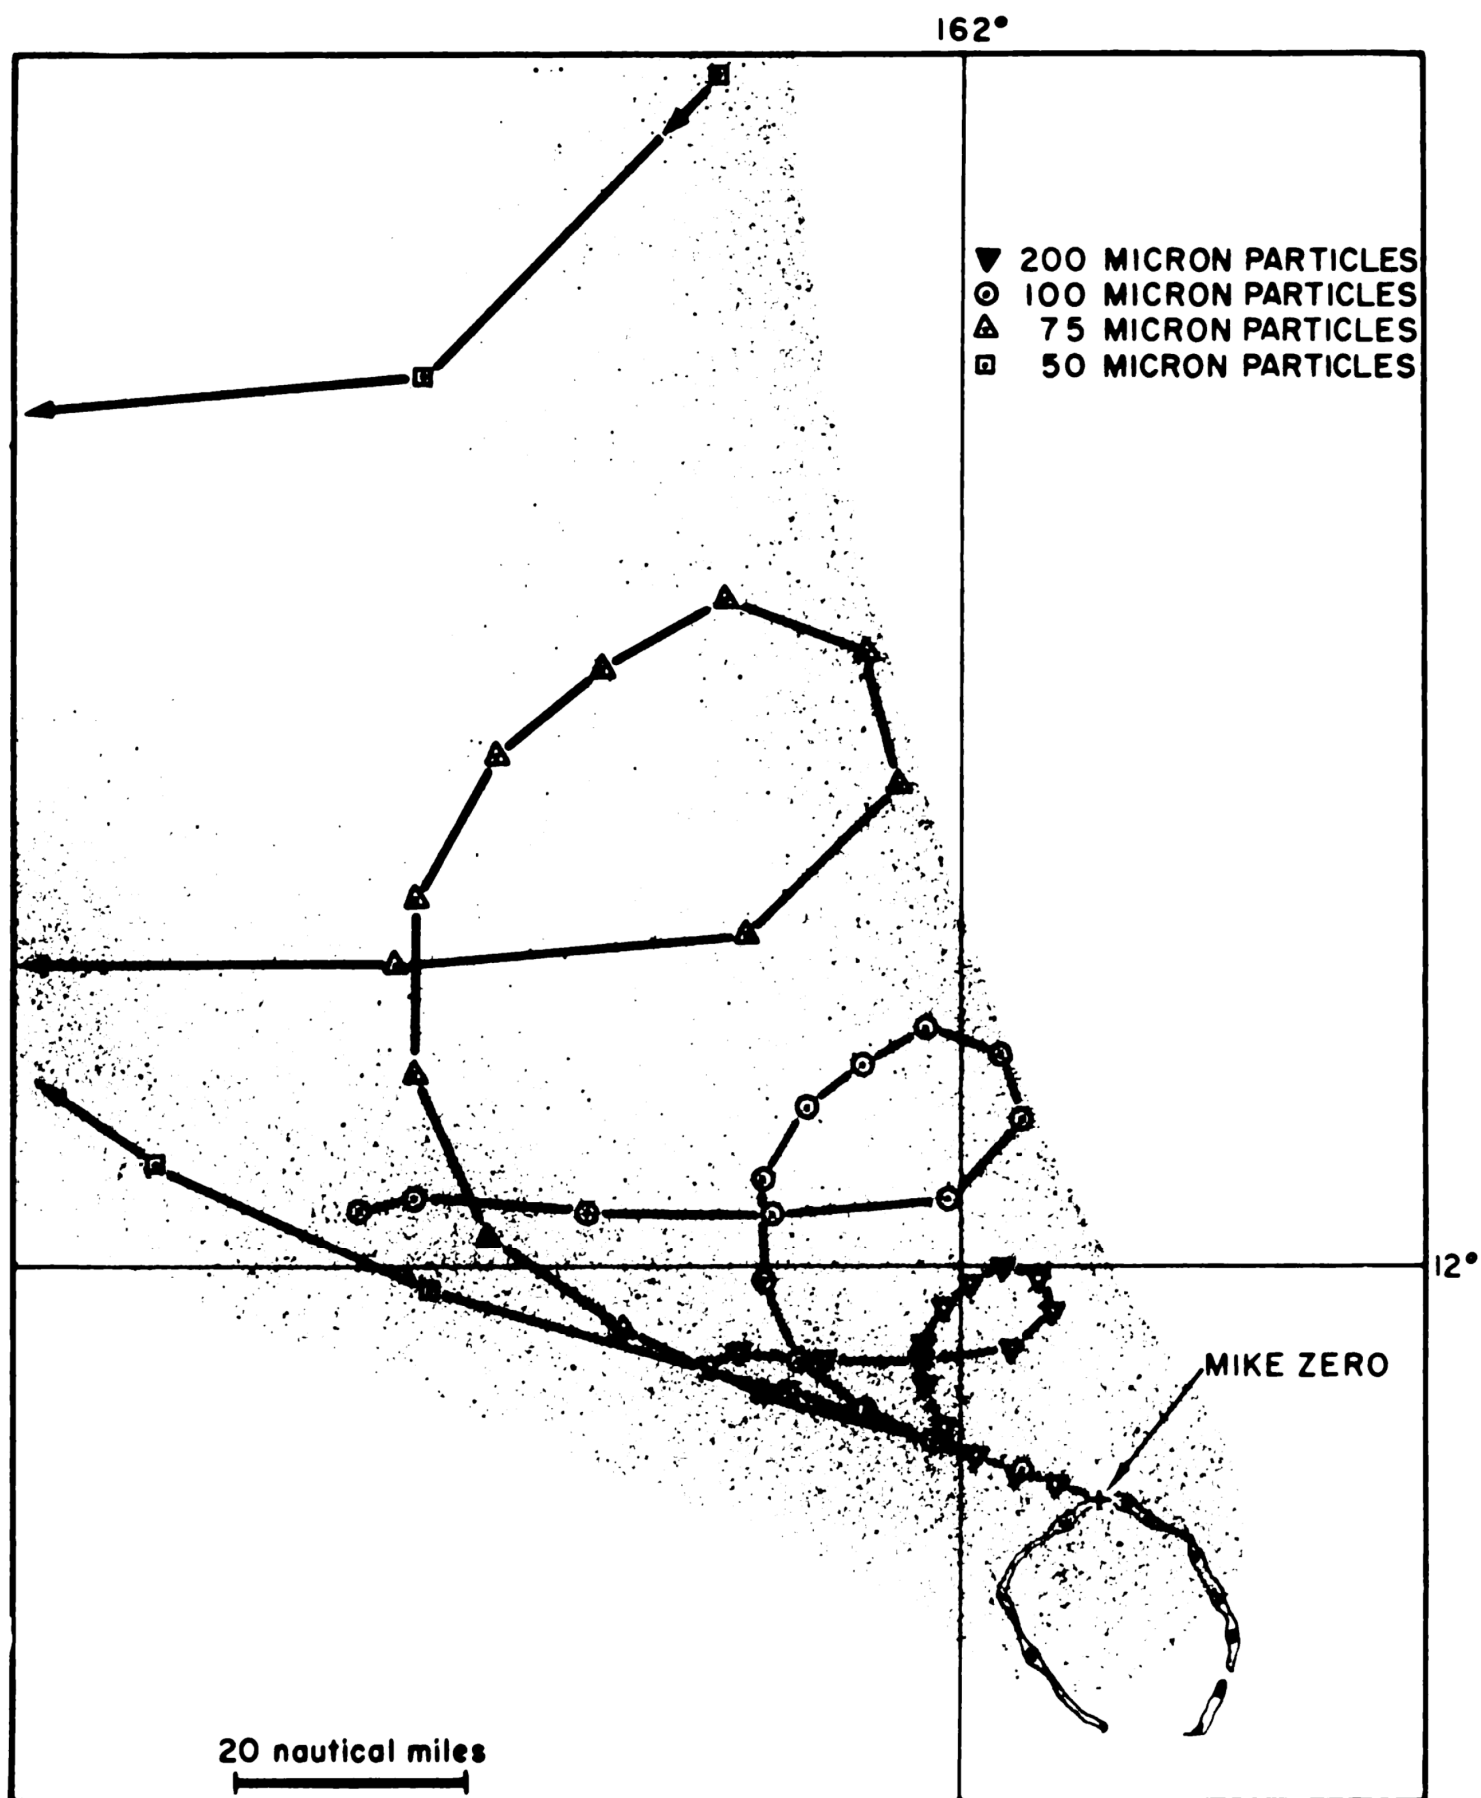 162°
200 MICRON PARTICLES
100 MICRON PARTICLES
75 MICRON PARTICLES
50 MICRON PARTICLES
12°
MIKE ZERO
20 nautical miles